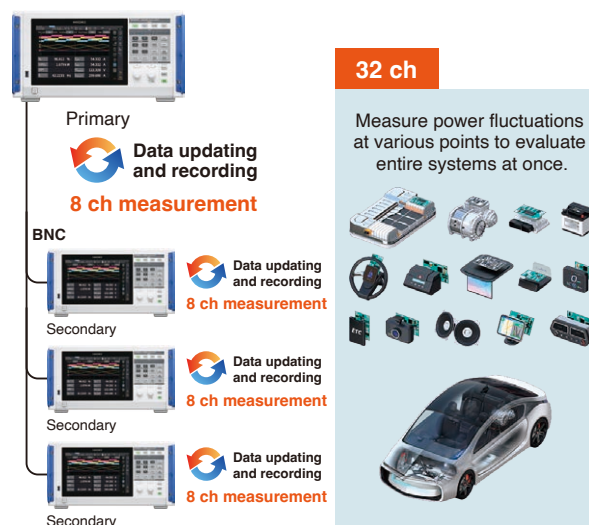 Primary
Data updating
and recording
8 ch measurement
BNC
Data updating
and recording
8 ch measurement
Secondary
Data updating
and recording
8 ch measurement
Secondary
Data updating
and recording
8 ch measurement
Secondary
32 ch
Measure power fluctuations
at various points to evaluate
entire systems at once.
ETC